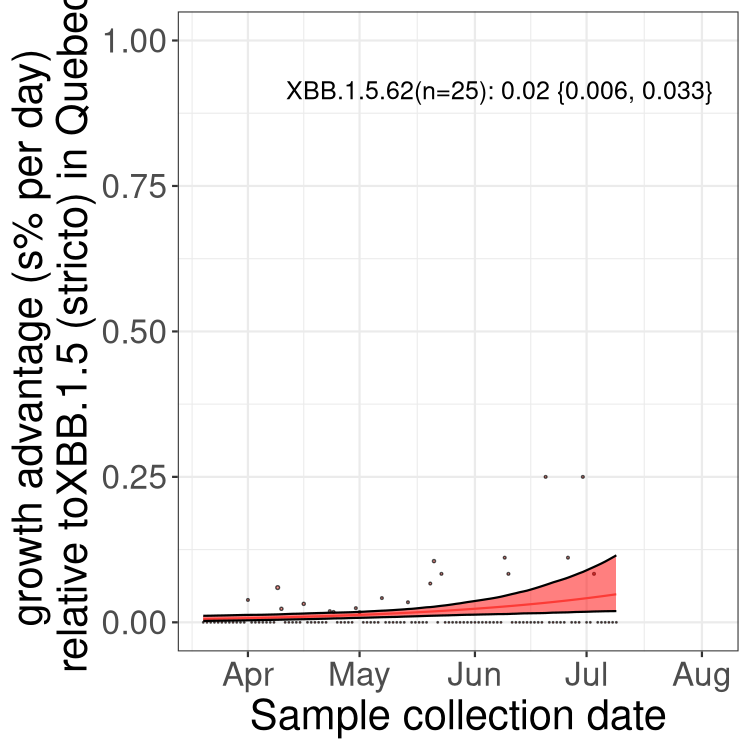 growth advantage (s% per day)
relative toXBB.1.5 (stricto) in Quebec
1.00
0.75
0.50
0.25
0.00
XBB.1.5.62(n=25): 0.02 {0.006, 0.033}
Apr May Jun Jul Aug
Sample collection date